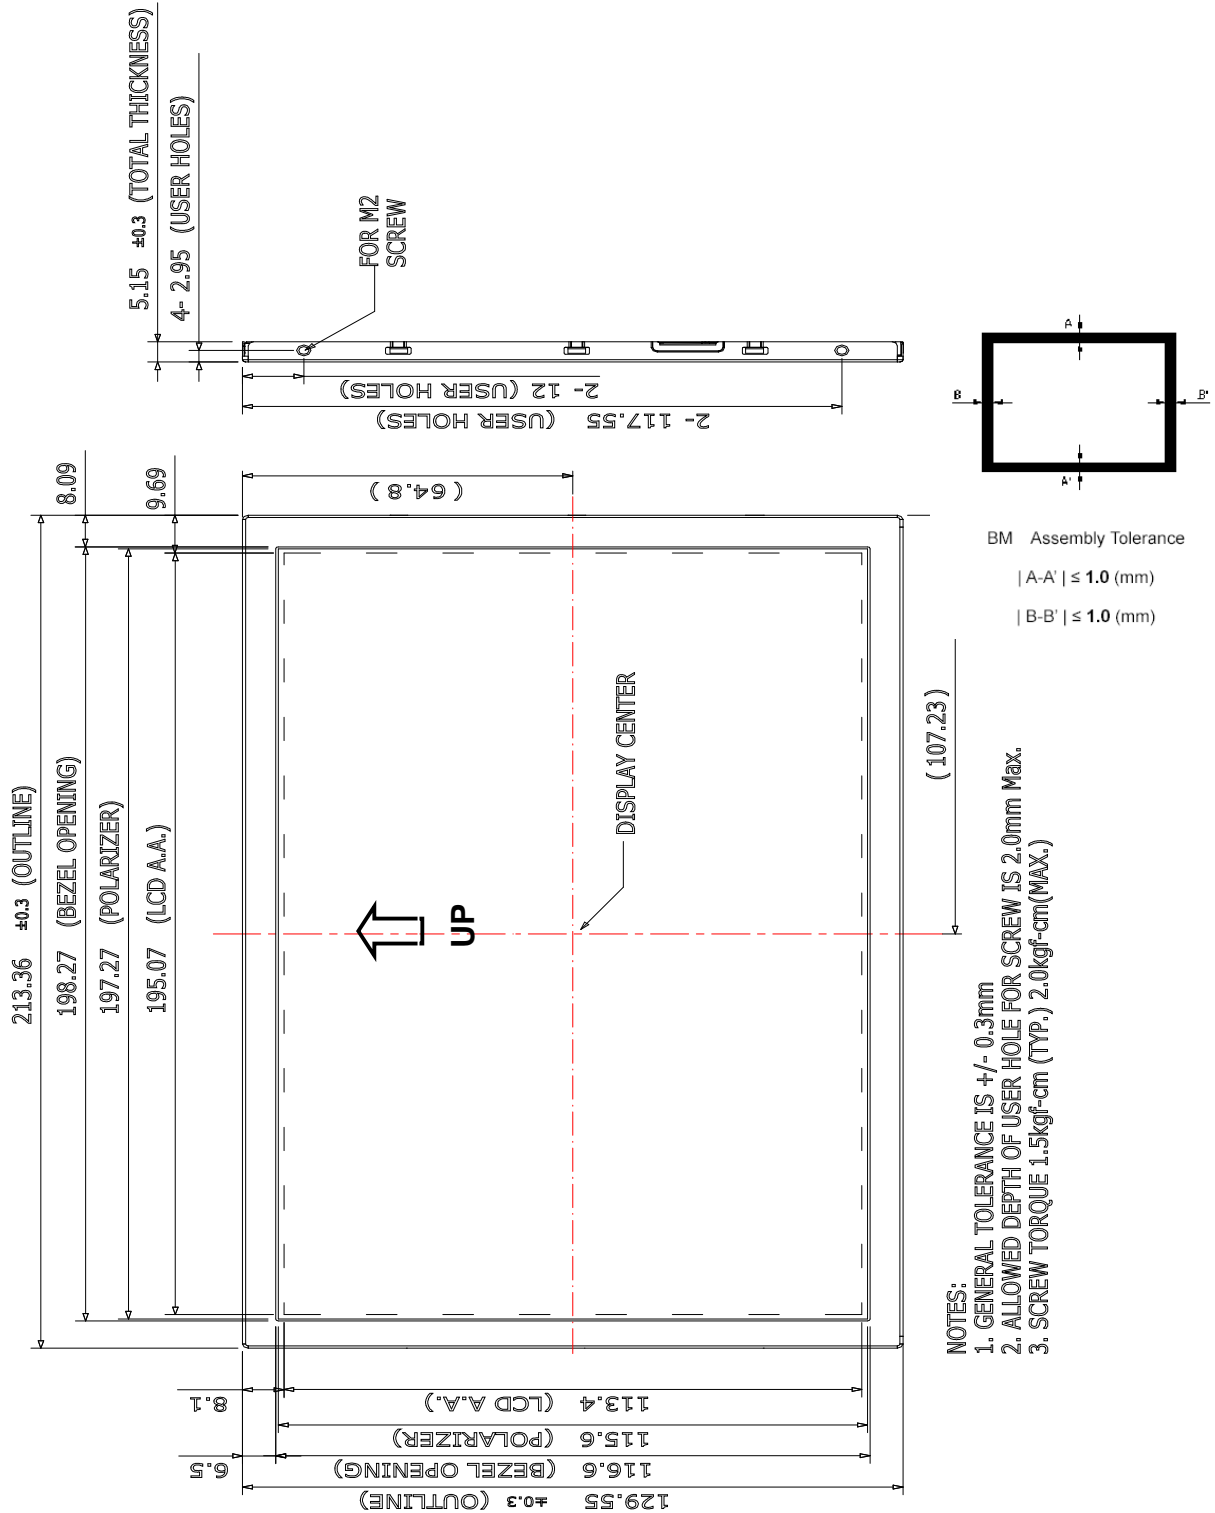 5.15 ±0.3 (TOTAL THICKNESS)
4- 2.95 (USER HOLES)
FOR M2
SCREW
2- 12 (USER HOLES)
2- 117.55 (USER HOLES)
A
B
B'
A'
BM Assembly Tolerance
| A-A' | ≤ 1.0 (mm)
| B-B' | ≤ 1.0 (mm)
8.09
9.69
( 64.8 )
213.36 ±0.3 (OUTLINE)
198.27 (BEZEL OPENING)
197.27 (POLARIZER)
195.07 (LCD A.A.)
UP
DISPLAY CENTER
( 107.23 )
8.1
113.4 (LCD A.A.)
115.6 (POLARIZER)
6.5
116.6 (BEZEL OPENING)
129.55 ±0.3 (OUTLINE)
NOTES:
1. GENERAL TOLERANCE IS +/- 0.3mm
2. ALLOWED DEPTH OF USER HOLE FOR SCREW IS 2.0mm Max.
3. SCREW TORQUE 1.5kgf-cm (TYP.) 2.0kgf-cm(MAX.)